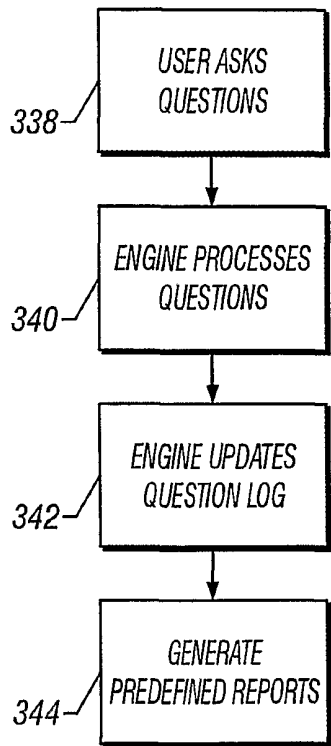 USER ASKS
QUESTIONS
338
ENGINE PROCESSES
QUESTIONS
340
ENGINE UPDATES
QUESTION LOG
342
GENERATE
PREDEFINED REPORTS
344